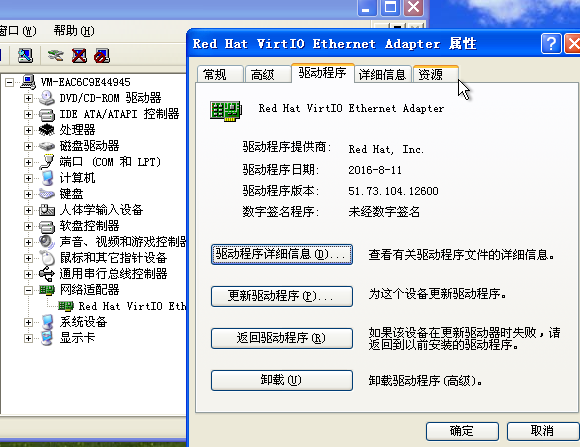 窗口(W) 帮助(H)
VM-EAC6C9E44945
DVD/CD-ROM 驱动器
IDE ATA/ATAPI 控制器
处理器
磁盘驱动器
端口 (COM 和 LPT)
计算机
键盘
人体学输入设备
软盘控制器
声音、视频和游戏控制
鼠标和其它指针设备
通用串行总线控制器
网络适配器
Red Hat VirtIO Eth
系统设备
显示卡
Red Hat VirtIO Ethernet Adapter 属性
常规
高级
驱动程序
详细信息
资源
Red Hat VirtIO Ethernet Adapter
驱动程序提供商: Red Hat, Inc.
驱动程序日期: 2016-8-11
驱动程序版本: 51.73.104.12600
数字签名程序: 未经数字签名
驱动程序详细信息(D)... 查看有关驱动程序文件的详细信息。
更新驱动程序(P)... 为这个设备更新驱动程序。
返回驱动程序(R) 如果该设备在更新驱动器时失败，请
返回到以前安装的驱动程序。
卸载(U) 卸载驱动程序(高级)。
确定
取消